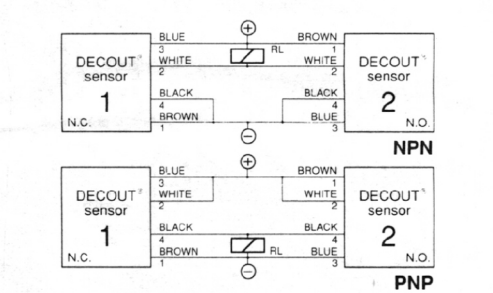 ⊕
BLUE BROWN
3 RL 1
WHITE WHITE
2 2
DECOUT® sensor 1 N.C.
DECOUT® sensor 2 N.O.
BLACK BLACK
4 4
BROWN BLUE
1 3
⊖
NPN
⊕
BLUE BROWN
3 1
WHITE WHITE
2 2
DECOUT® sensor 1 N.C.
DECOUT® sensor 2 N.O.
BLACK BLACK
4 4
BROWN RL BLUE
1 3
⊖
PNP